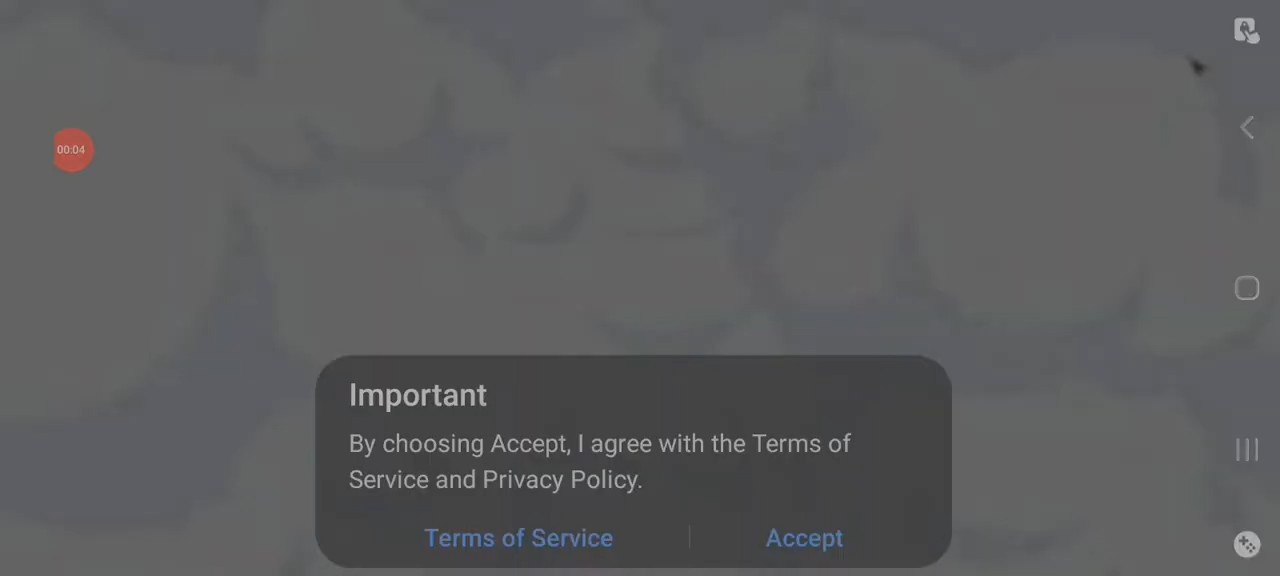 00:04
Important
By choosing Accept, I agree with the Terms of
Service and Privacy Policy.
Terms of Service
Accept